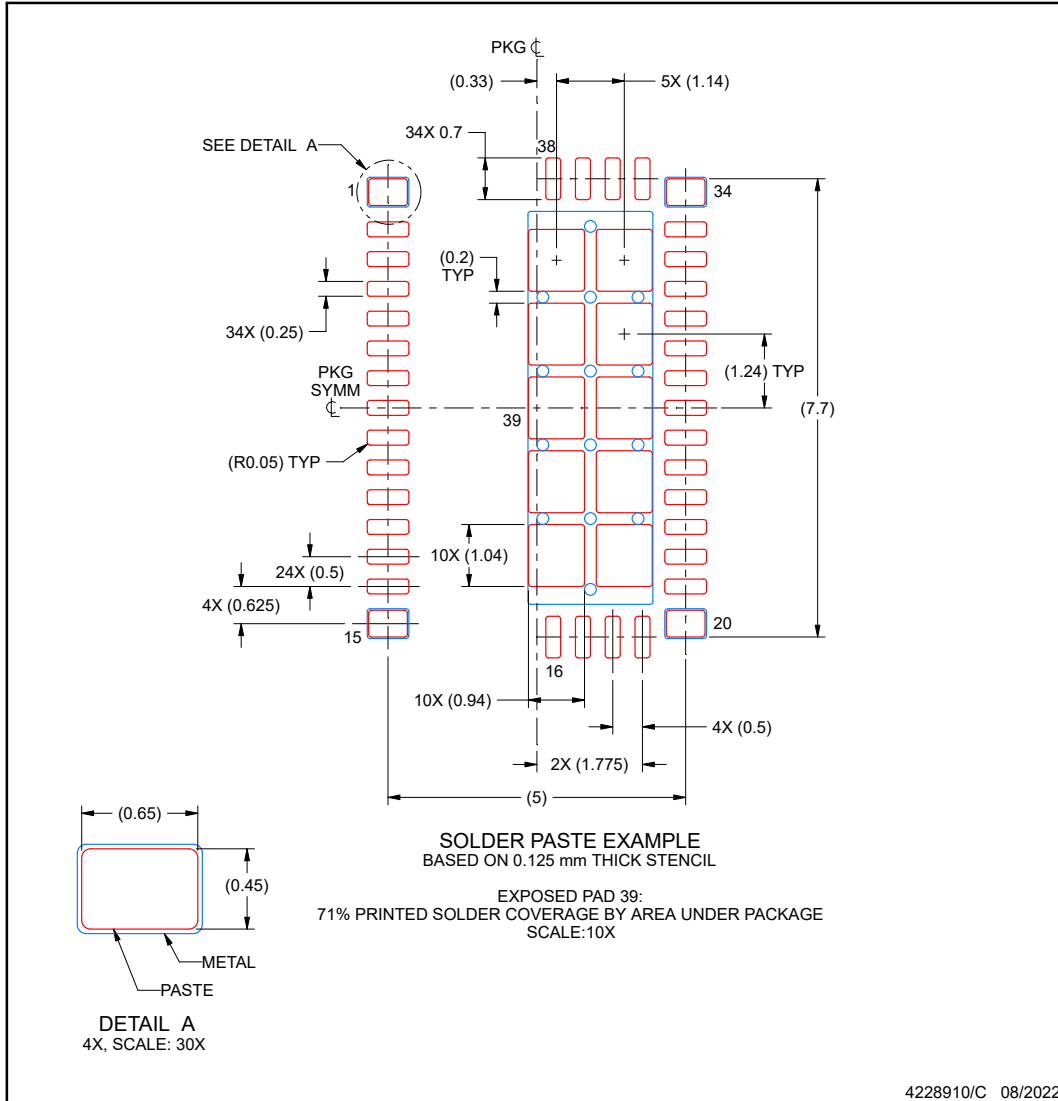 PKG ℄
(0.33)
5X (1.14)
34X 0.7
38
SEE DETAIL A
1
34
(0.2)
TYP
34X (0.25)
(1.24) TYP
PKG
SYMM
℄
39
(7.7)
(R0.05) TYP
10X (1.04)
24X (0.5)
4X (0.625)
15
20
16
10X (0.94)
4X (0.5)
2X (1.775)
(5)
(0.65)
(0.45)
METAL
PASTE
DETAIL A
4X, SCALE: 30X
SOLDER PASTE EXAMPLE
BASED ON 0.125 mm THICK STENCIL
EXPOSED PAD 39:
71% PRINTED SOLDER COVERAGE BY AREA UNDER PACKAGE
SCALE:10X
4228910/C 08/2022